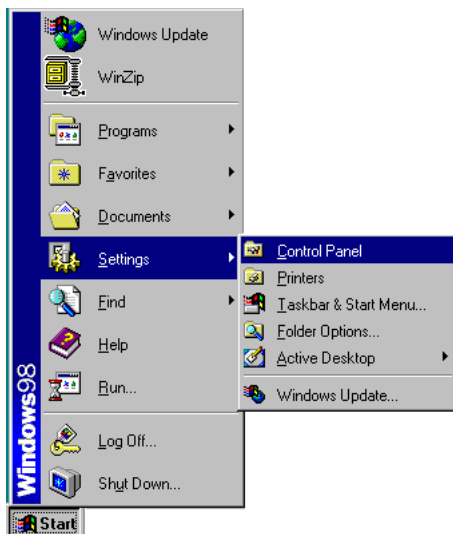 Windows Update
WinZip
Programs
Favorites
Documents
Settings
Find
Help
Run...
Log Off...
Shut Down...
Control Panel
Printers
Taskbar & Start Menu...
Folder Options...
Active Desktop
Windows Update...
Windows98
Start